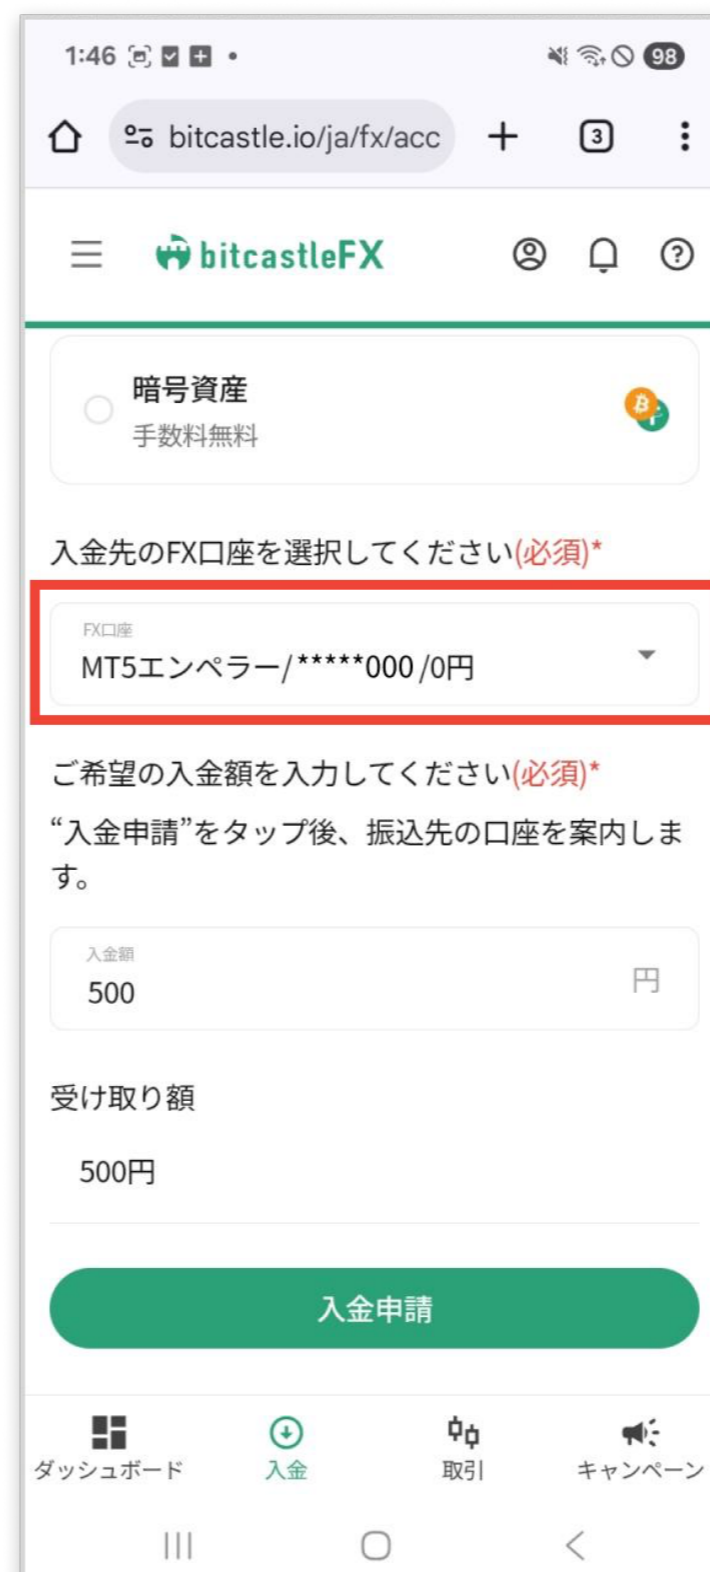 1:46
98
bitcastle.io/ja/fx/acc
3
bitcastleFX
暗号資産
手数料無料
入金先のFX口座を選択してください(必須)*
FX口座
MT5エンペラー/*****000/0円
ご希望の入金額を入力してください(必須)*
“入金申請”をタップ後、振込先の口座を案内しま
す。
入金額
500
円
受け取り額
500円
入金申請
ダッシュボード
入金
取引
キャンペーン